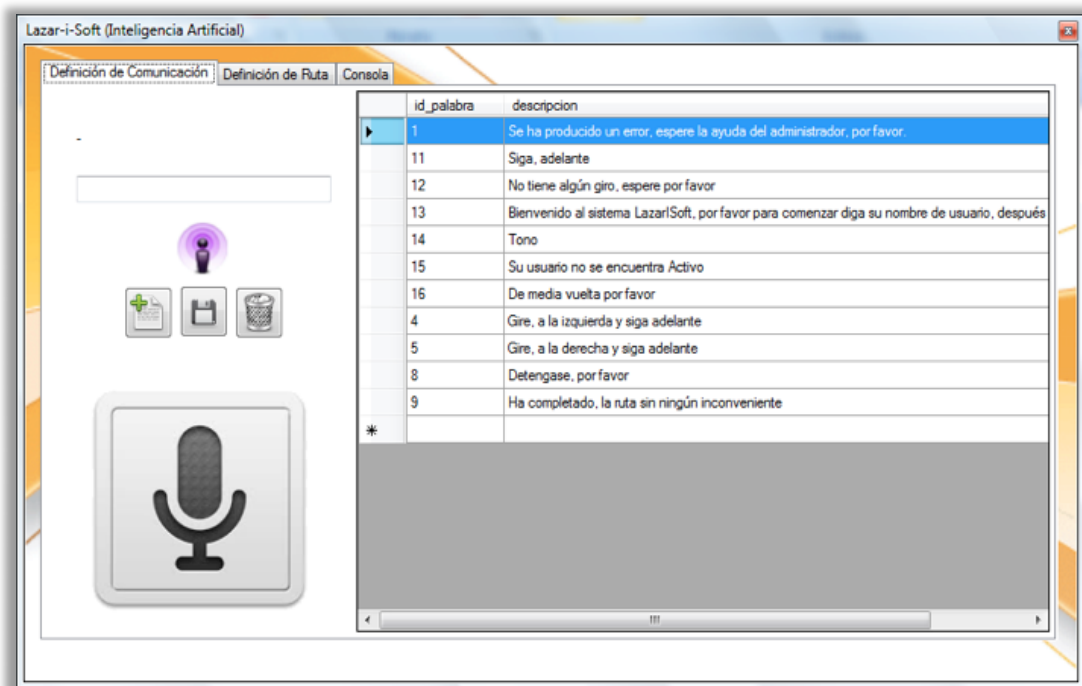 Lazar-i-Soft (Inteligencia Artificial)
Definición de Comunicación Definición de Ruta Consola
id_palabra descripcion
-
1 Se ha producido un error, espere la ayuda del administrador, por favor.
11 Siga, adelante
12 No tiene algún giro, espere por favor
13 Bienvenido al sistema LazarISoft, por favor para comenzar diga su nombre de usuario, después
14 Tono
15 Su usuario no se encuentra Activo
16 De media vuelta por favor
4 Gire, a la izquierda y siga adelante
5 Gire, a la derecha y siga adelante
8 Detengase, por favor
9 Ha completado, la ruta sin ningún inconveniente